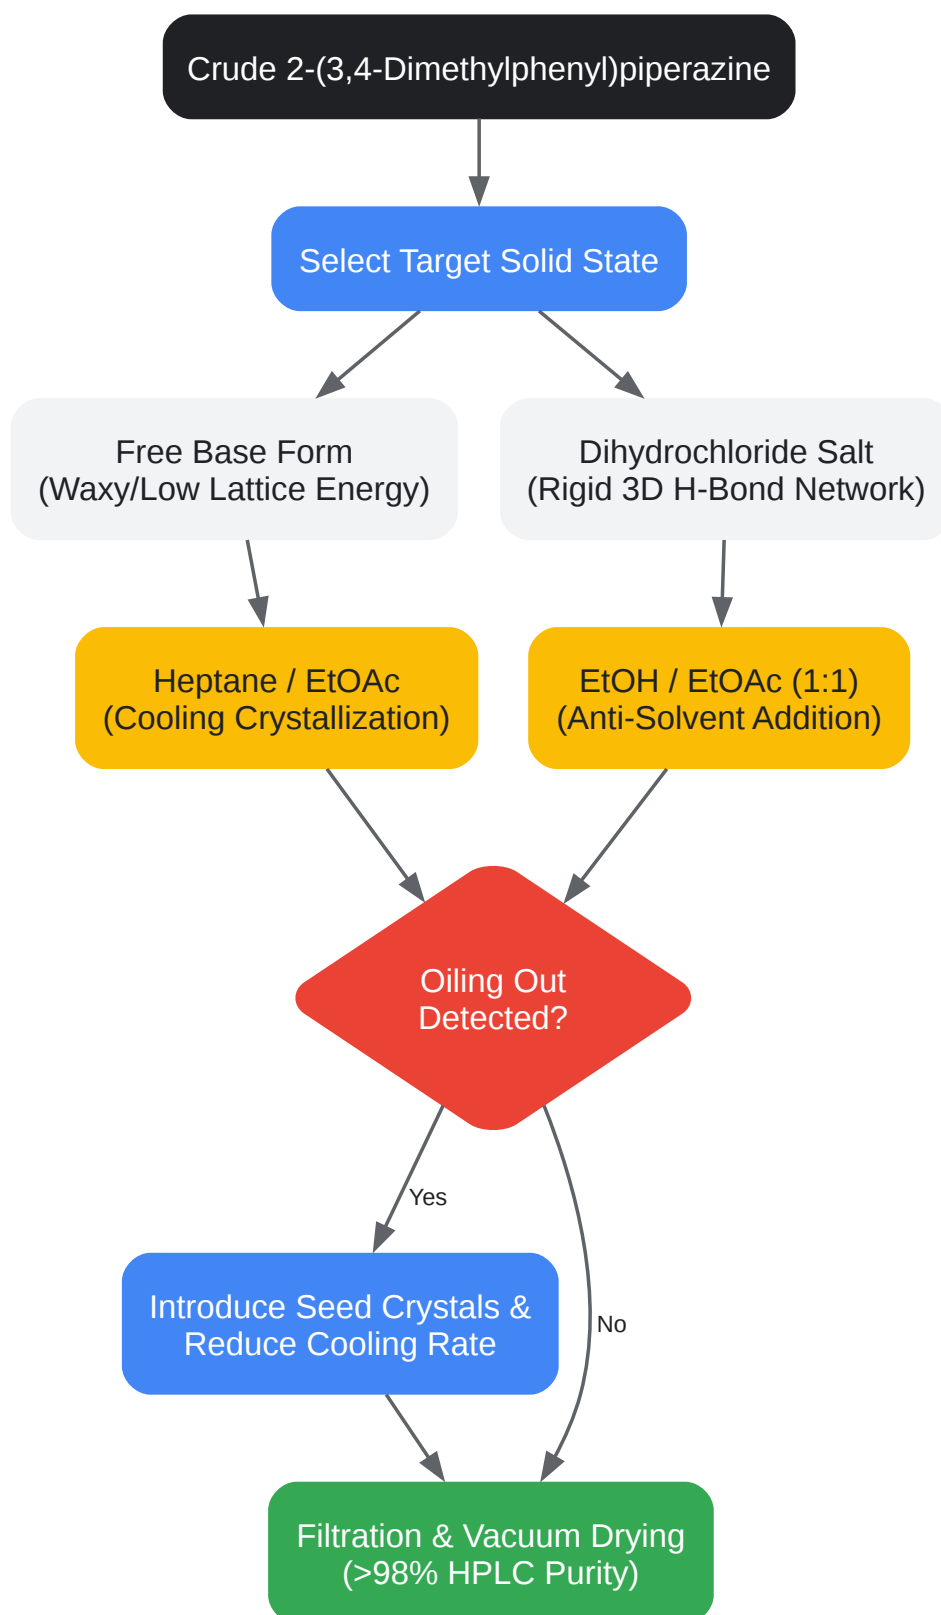 Crude 2-(3,4-Dimethylphenyl)piperazine
Select Target Solid State
Free Base Form
(Waxy/Low Lattice Energy)
Dihydrochloride Salt
(Rigid 3D H-Bond Network)
Heptane / EtOAc
(Cooling Crystallization)
EtOH / EtOAc (1:1)
(Anti-Solvent Addition)
Oiling Out
Detected?
Yes
Introduce Seed Crystals &
Reduce Cooling Rate
No
Filtration & Vacuum Drying
(>98% HPLC Purity)